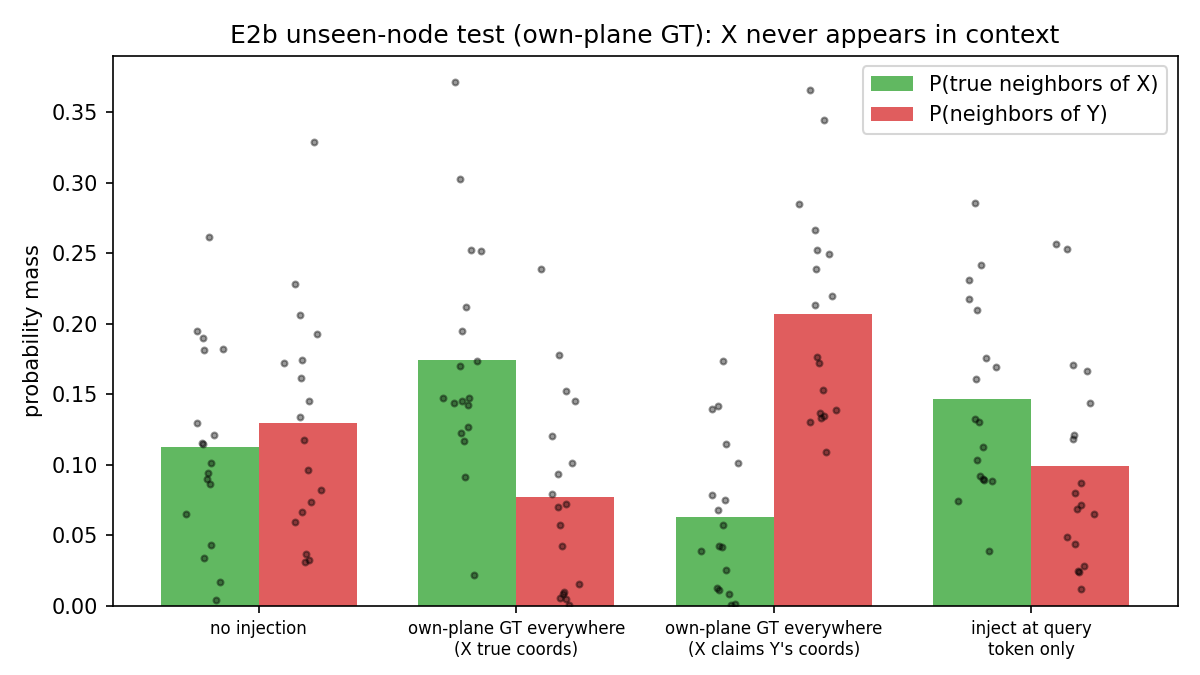 E2b unseen-node test (own-plane GT): X never appears in context
P(true neighbors of X)
P(neighbors of Y)
probability mass
0.35
0.30
0.25
0.20
0.15
0.10
0.05
0.00
no injection
own-plane GT everywhere
(X true coords)
own-plane GT everywhere
(X claims Y's coords)
inject at query
token only